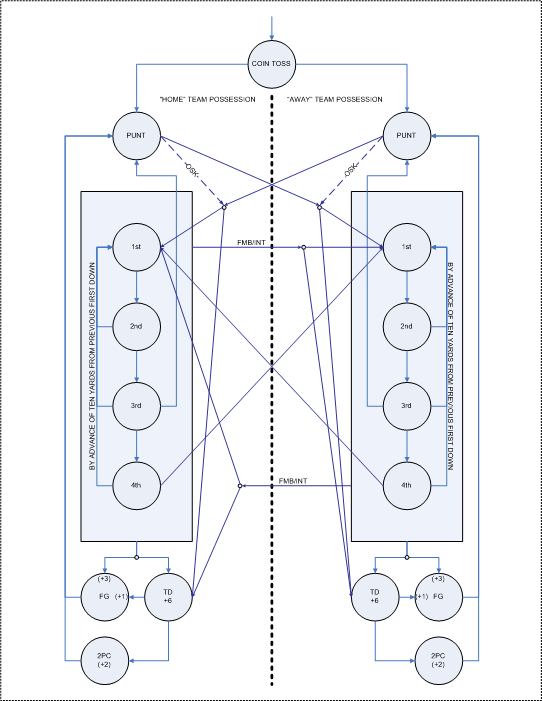 COIN TOSS
"HOME" TEAM POSSESSION
"AWAY" TEAM POSSESSION
PUNT
PUNT
-OSK-
-OSK-
1st
FMB/INT
1st
BY ADVANCE OF TEN YARDS FROM PREVIOUS FIRST DOWN
BY ADVANCE OF TEN YARDS FROM PREVIOUS FIRST DOWN
2nd
2nd
3rd
3rd
4th
FMB/INT
4th
(+3)
FG (+1)
TD
+6
TD
+6
(+3)
(+1) FG
2PC
(+2)
2PC
(+2)